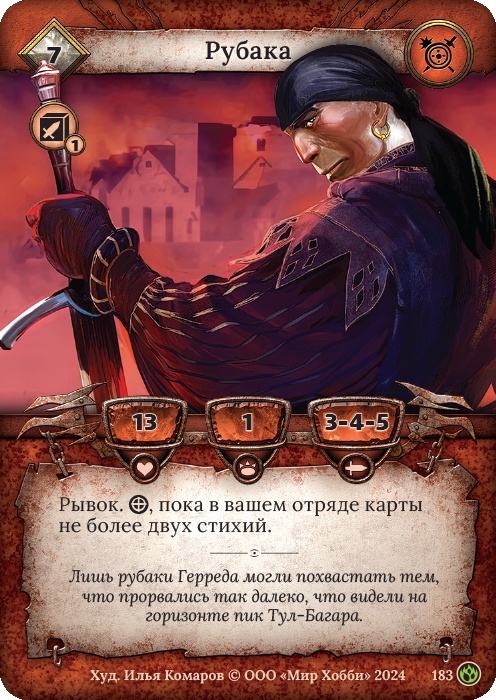 7
Рубака
1
13
1
3-4-5
Рывок. , пока в вашем отряде карты
не более двух стихий.
Лишь рубаки Герреда могли похвастать тем,
что прорвались так далеко, что видели на
горизонте пик Тул-Багара.
Худ. Илья Комаров © ООО «Мир Хобби» 2024
183